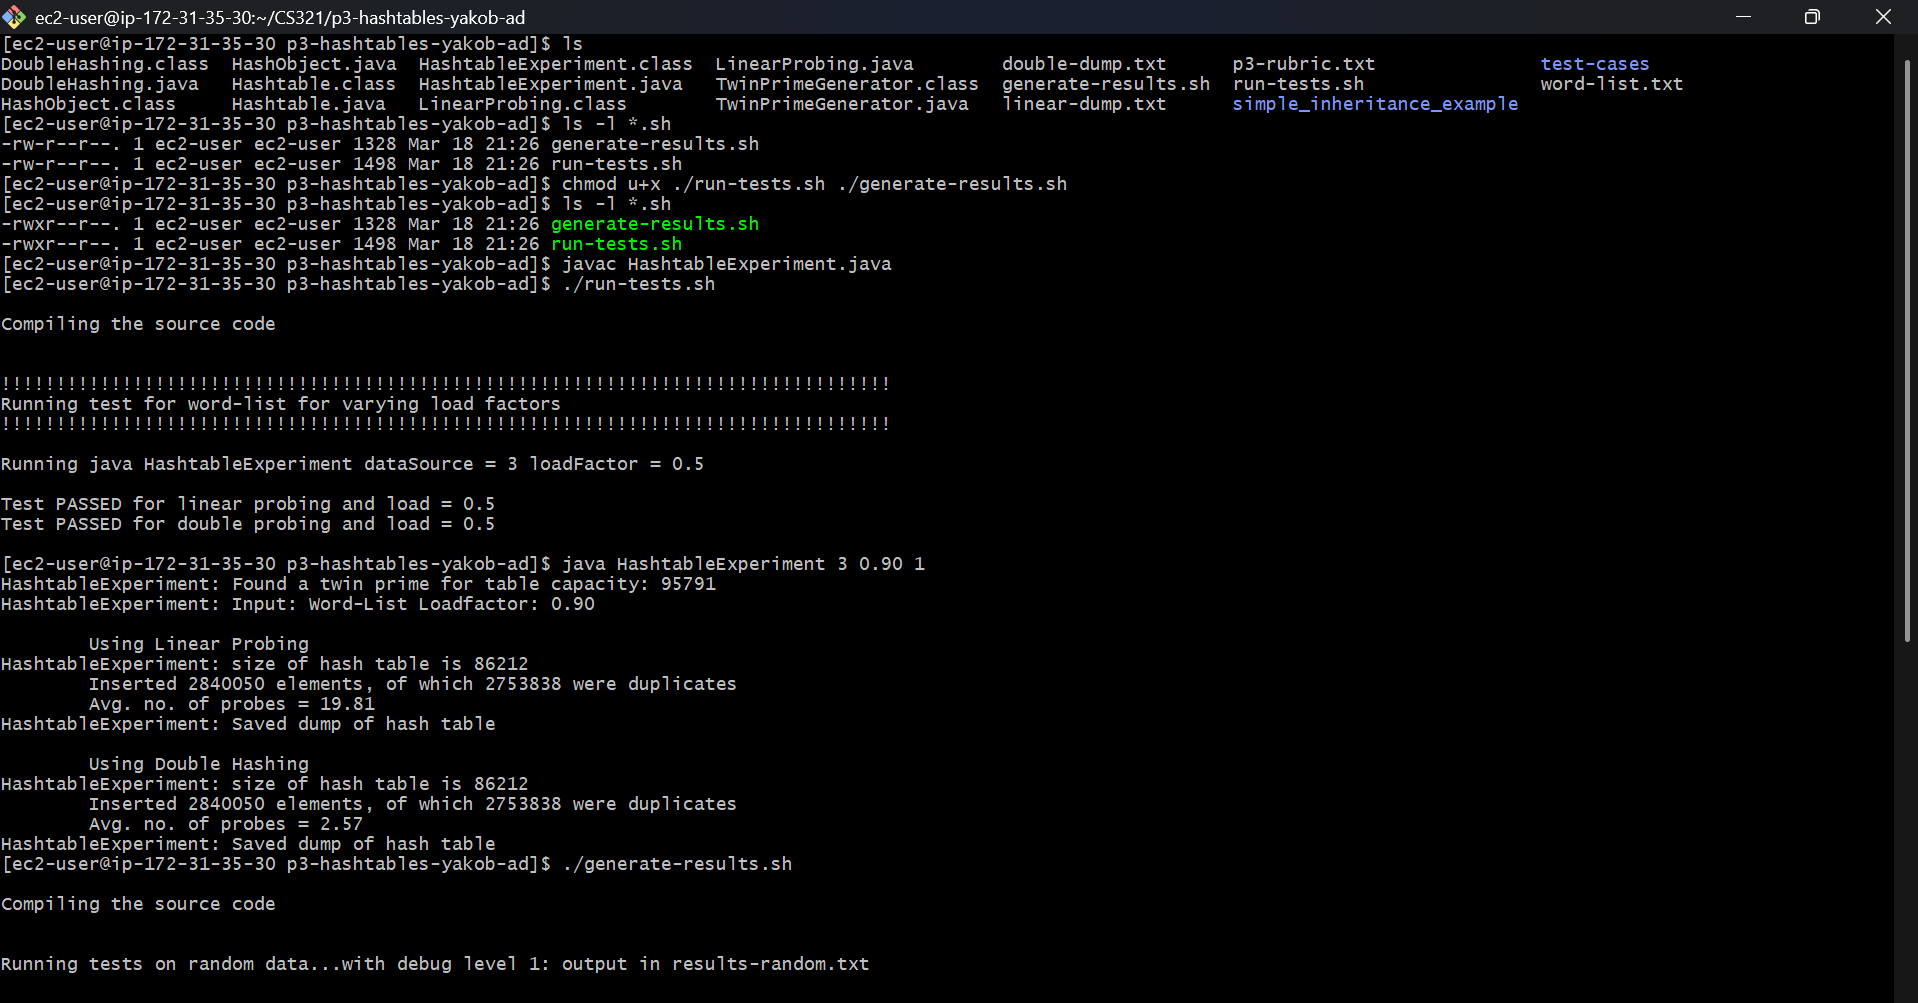 ec2-user@ip-172-31-35-30:~/CS321/p3-hashtables-yakob-ad
[ec2-user@ip-172-31-35-30 p3-hashtables-yakob-ad]$ ls
DoubleHashing.class  HashObject.java  HashtableExperiment.class  LinearProbing.java        double-dump.txt      p3-rubric.txt               test-cases
DoubleHashing.java   Hashtable.class  HashtableExperiment.java   TwinPrimeGenerator.class  generate-results.sh  run-tests.sh                word-list.txt
HashObject.class     Hashtable.java   LinearProbing.class        TwinPrimeGenerator.java   linear-dump.txt      simple_inheritance_example
[ec2-user@ip-172-31-35-30 p3-hashtables-yakob-ad]$ ls -l *.sh
-rw-r--r--. 1 ec2-user ec2-user 1328 Mar 18 21:26 generate-results.sh
-rw-r--r--. 1 ec2-user ec2-user 1498 Mar 18 21:26 run-tests.sh
[ec2-user@ip-172-31-35-30 p3-hashtables-yakob-ad]$ chmod u+x ./run-tests.sh ./generate-results.sh
[ec2-user@ip-172-31-35-30 p3-hashtables-yakob-ad]$ ls -l *.sh
-rwxr--r--. 1 ec2-user ec2-user 1328 Mar 18 21:26 generate-results.sh
-rwxr--r--. 1 ec2-user ec2-user 1498 Mar 18 21:26 run-tests.sh
[ec2-user@ip-172-31-35-30 p3-hashtables-yakob-ad]$ javac HashtableExperiment.java
[ec2-user@ip-172-31-35-30 p3-hashtables-yakob-ad]$ ./run-tests.sh
Compiling the source code
!!!!!!!!!!!!!!!!!!!!!!!!!!!!!!!!!!!!!!!!!!!!!!!!!!!!!!!!!!!!!!!!!!!!!!!!!!!!!!!!!
Running test for word-list for varying load factors
!!!!!!!!!!!!!!!!!!!!!!!!!!!!!!!!!!!!!!!!!!!!!!!!!!!!!!!!!!!!!!!!!!!!!!!!!!!!!!!!!
Running java HashtableExperiment dataSource = 3 loadFactor = 0.5
Test PASSED for linear probing and load = 0.5
Test PASSED for double probing and load = 0.5
[ec2-user@ip-172-31-35-30 p3-hashtables-yakob-ad]$ java HashtableExperiment 3 0.90 1
HashtableExperiment: Found a twin prime for table capacity: 95791
HashtableExperiment: Input: Word-List Loadfactor: 0.90
Using Linear Probing
HashtableExperiment: size of hash table is 86212
Inserted 2840050 elements, of which 2753838 were duplicates
Avg. no. of probes = 19.81
HashtableExperiment: Saved dump of hash table
Using Double Hashing
HashtableExperiment: size of hash table is 86212
Inserted 2840050 elements, of which 2753838 were duplicates
Avg. no. of probes = 2.57
HashtableExperiment: Saved dump of hash table
[ec2-user@ip-172-31-35-30 p3-hashtables-yakob-ad]$ ./generate-results.sh
Compiling the source code
Running tests on random data...with debug level 1: output in results-random.txt